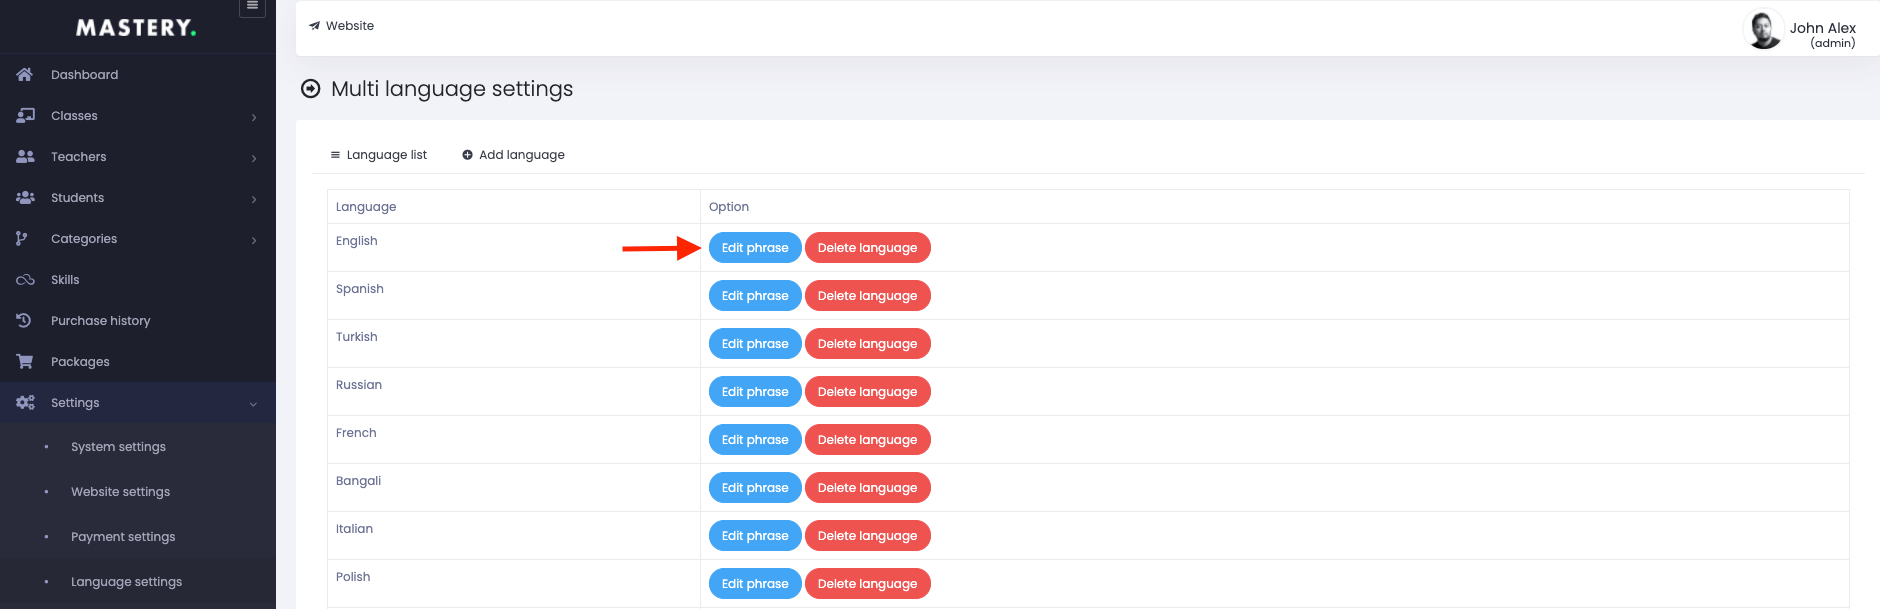 MASTERY.
Dashboard
Classes
Teachers
Students
Categories
Skills
Purchase history
Packages
Settings
System settings
Website settings
Payment settings
Language settings
Website
John Alex
(admin)
Multi language settings
Language list Add language
Language Option
English Edit phrase Delete language
Spanish Edit phrase Delete language
Turkish Edit phrase Delete language
Russian Edit phrase Delete language
French Edit phrase Delete language
Bangali Edit phrase Delete language
Italian Edit phrase Delete language
Polish Edit phrase Delete language